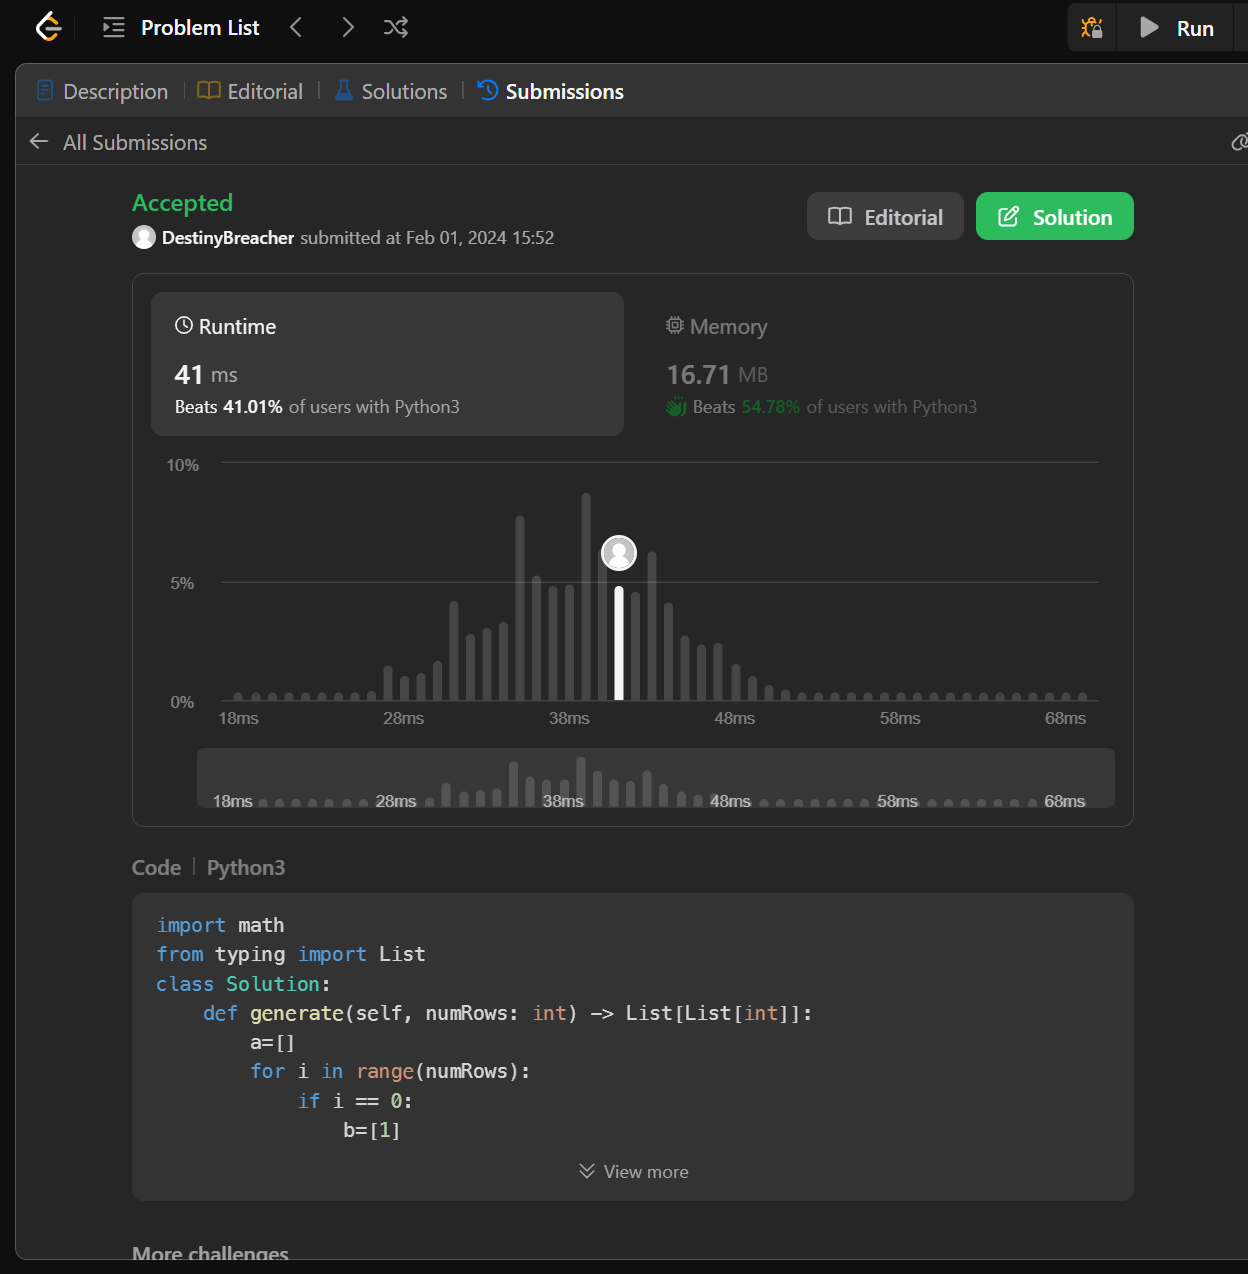 Problem List
Run
Description
Editorial
Solutions
Submissions
All Submissions
Accepted
DestinyBreacher submitted at Feb 01, 2024 15:52
Editorial
Solution
Runtime
41 ms
Beats 41.01% of users with Python3
Memory
16.71 MB
Beats 54.78% of users with Python3
10%
5%
0%
18ms 28ms 38ms 48ms 58ms 68ms
18ms 28ms 38ms 48ms 58ms 68ms
Code | Python3
import math
from typing import List
class Solution:
    def generate(self, numRows: int) -> List[List[int]]:
        a=[]
        for i in range(numRows):
            if i == 0:
                b=[1]
View more
More challenges